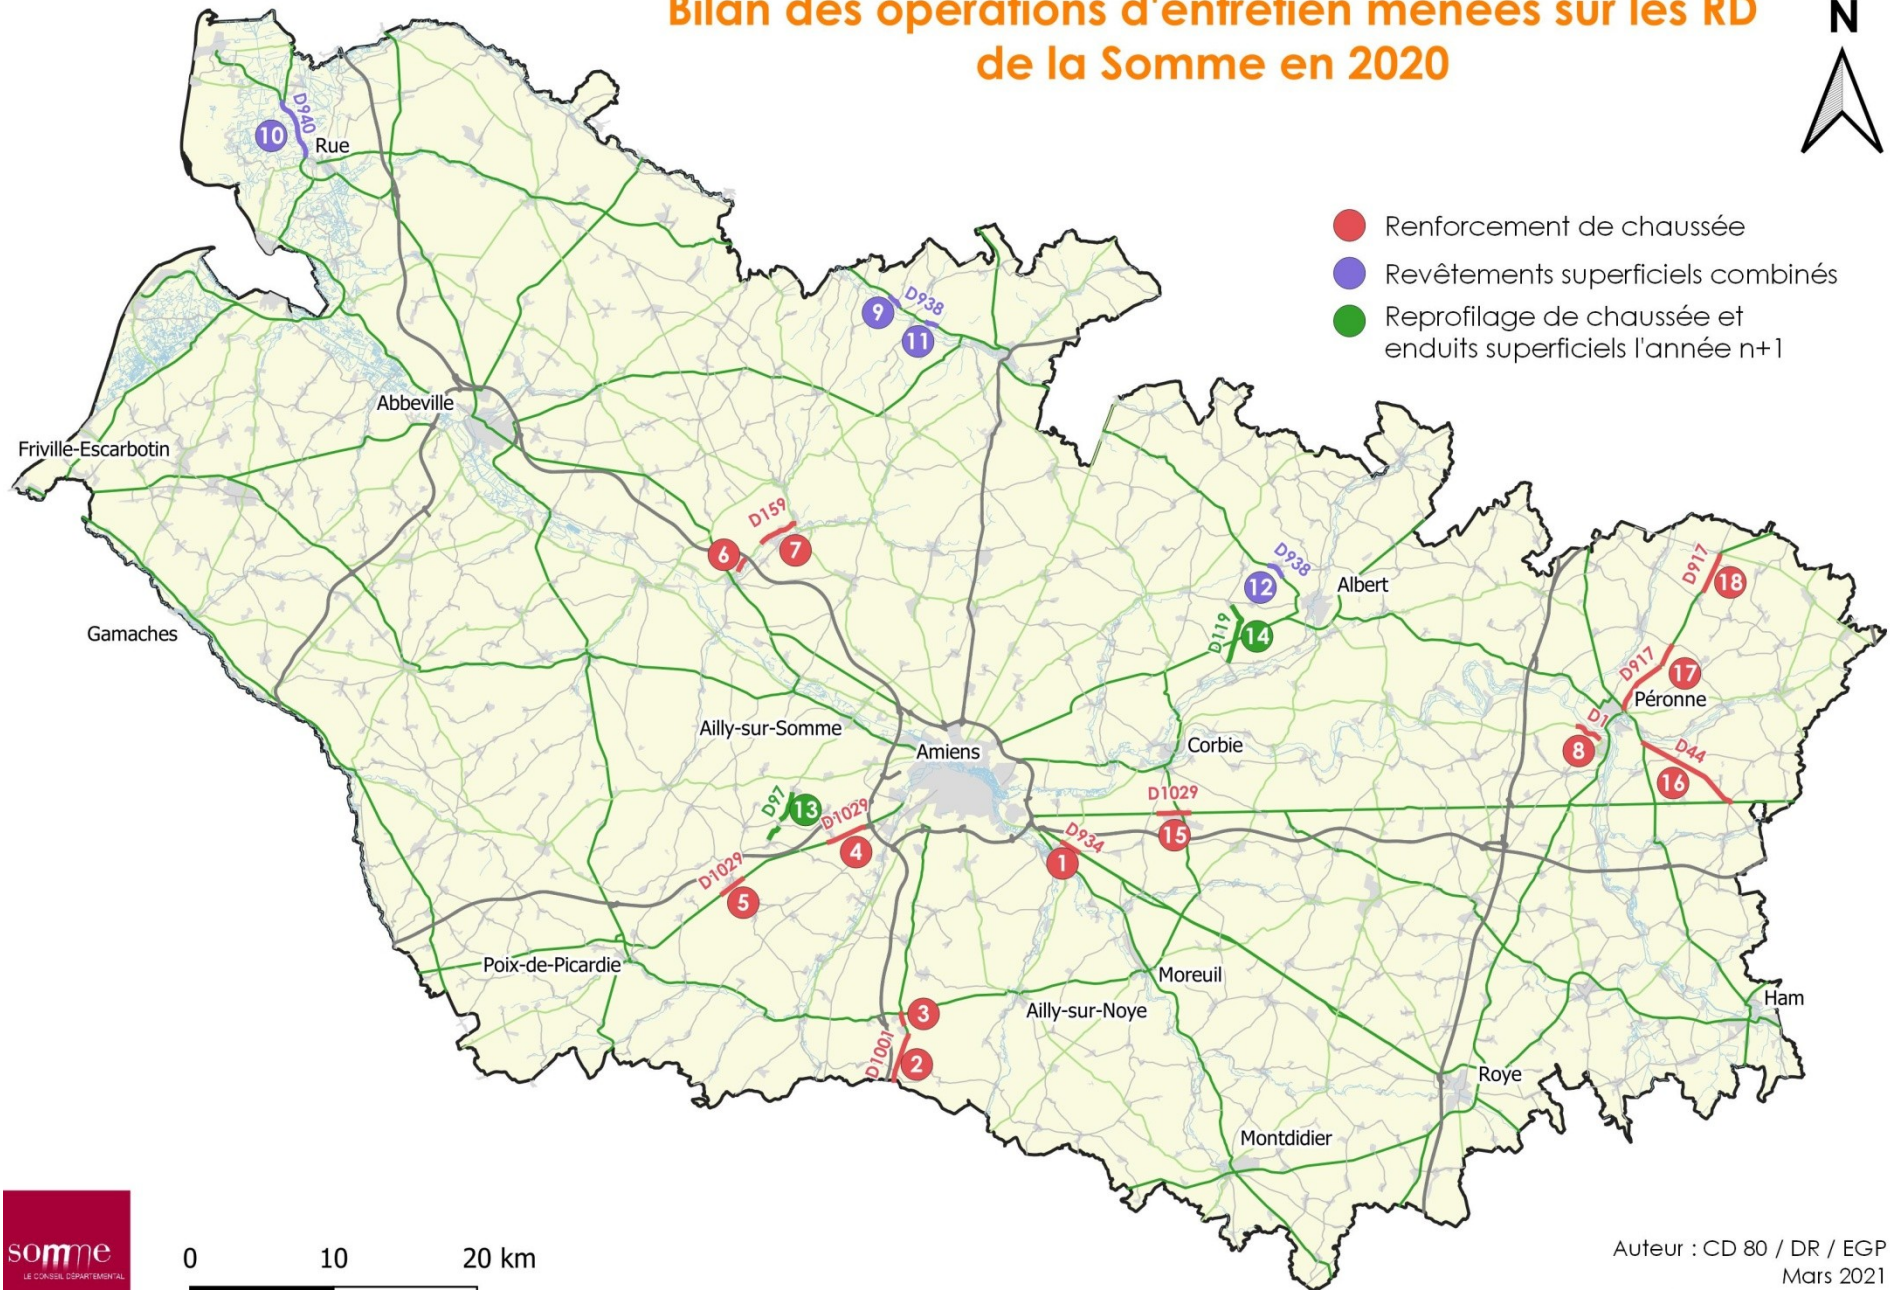 Bilan des opérations d'entretien menées sur les RD
de la Somme en 2020
N
Renforcement de chaussée
Revêtements superficiels combinés
Reprofilage de chaussée et
enduits superficiels l'année n+1
D940
10
Rue
9
D938
11
Abbeville
Friville-Escarbotin
D159
6
7
D938
12
Albert
D917
18
Gamaches
D119
14
D917
17
Péronne
Ailly-sur-Somme
Amiens
Corbie
D1
8
D44
16
D97
13
D1029
4
D1029
15
D934
1
D1029
5
Poix-de-Picardie
Moreuil
3
Ailly-sur-Noye
Ham
D1001
2
Roye
Montdidier
somme
LE CONSEIL DÉPARTEMENTAL
0 10 20 km
Auteur : CD 80 / DR / EGP
Mars 2021